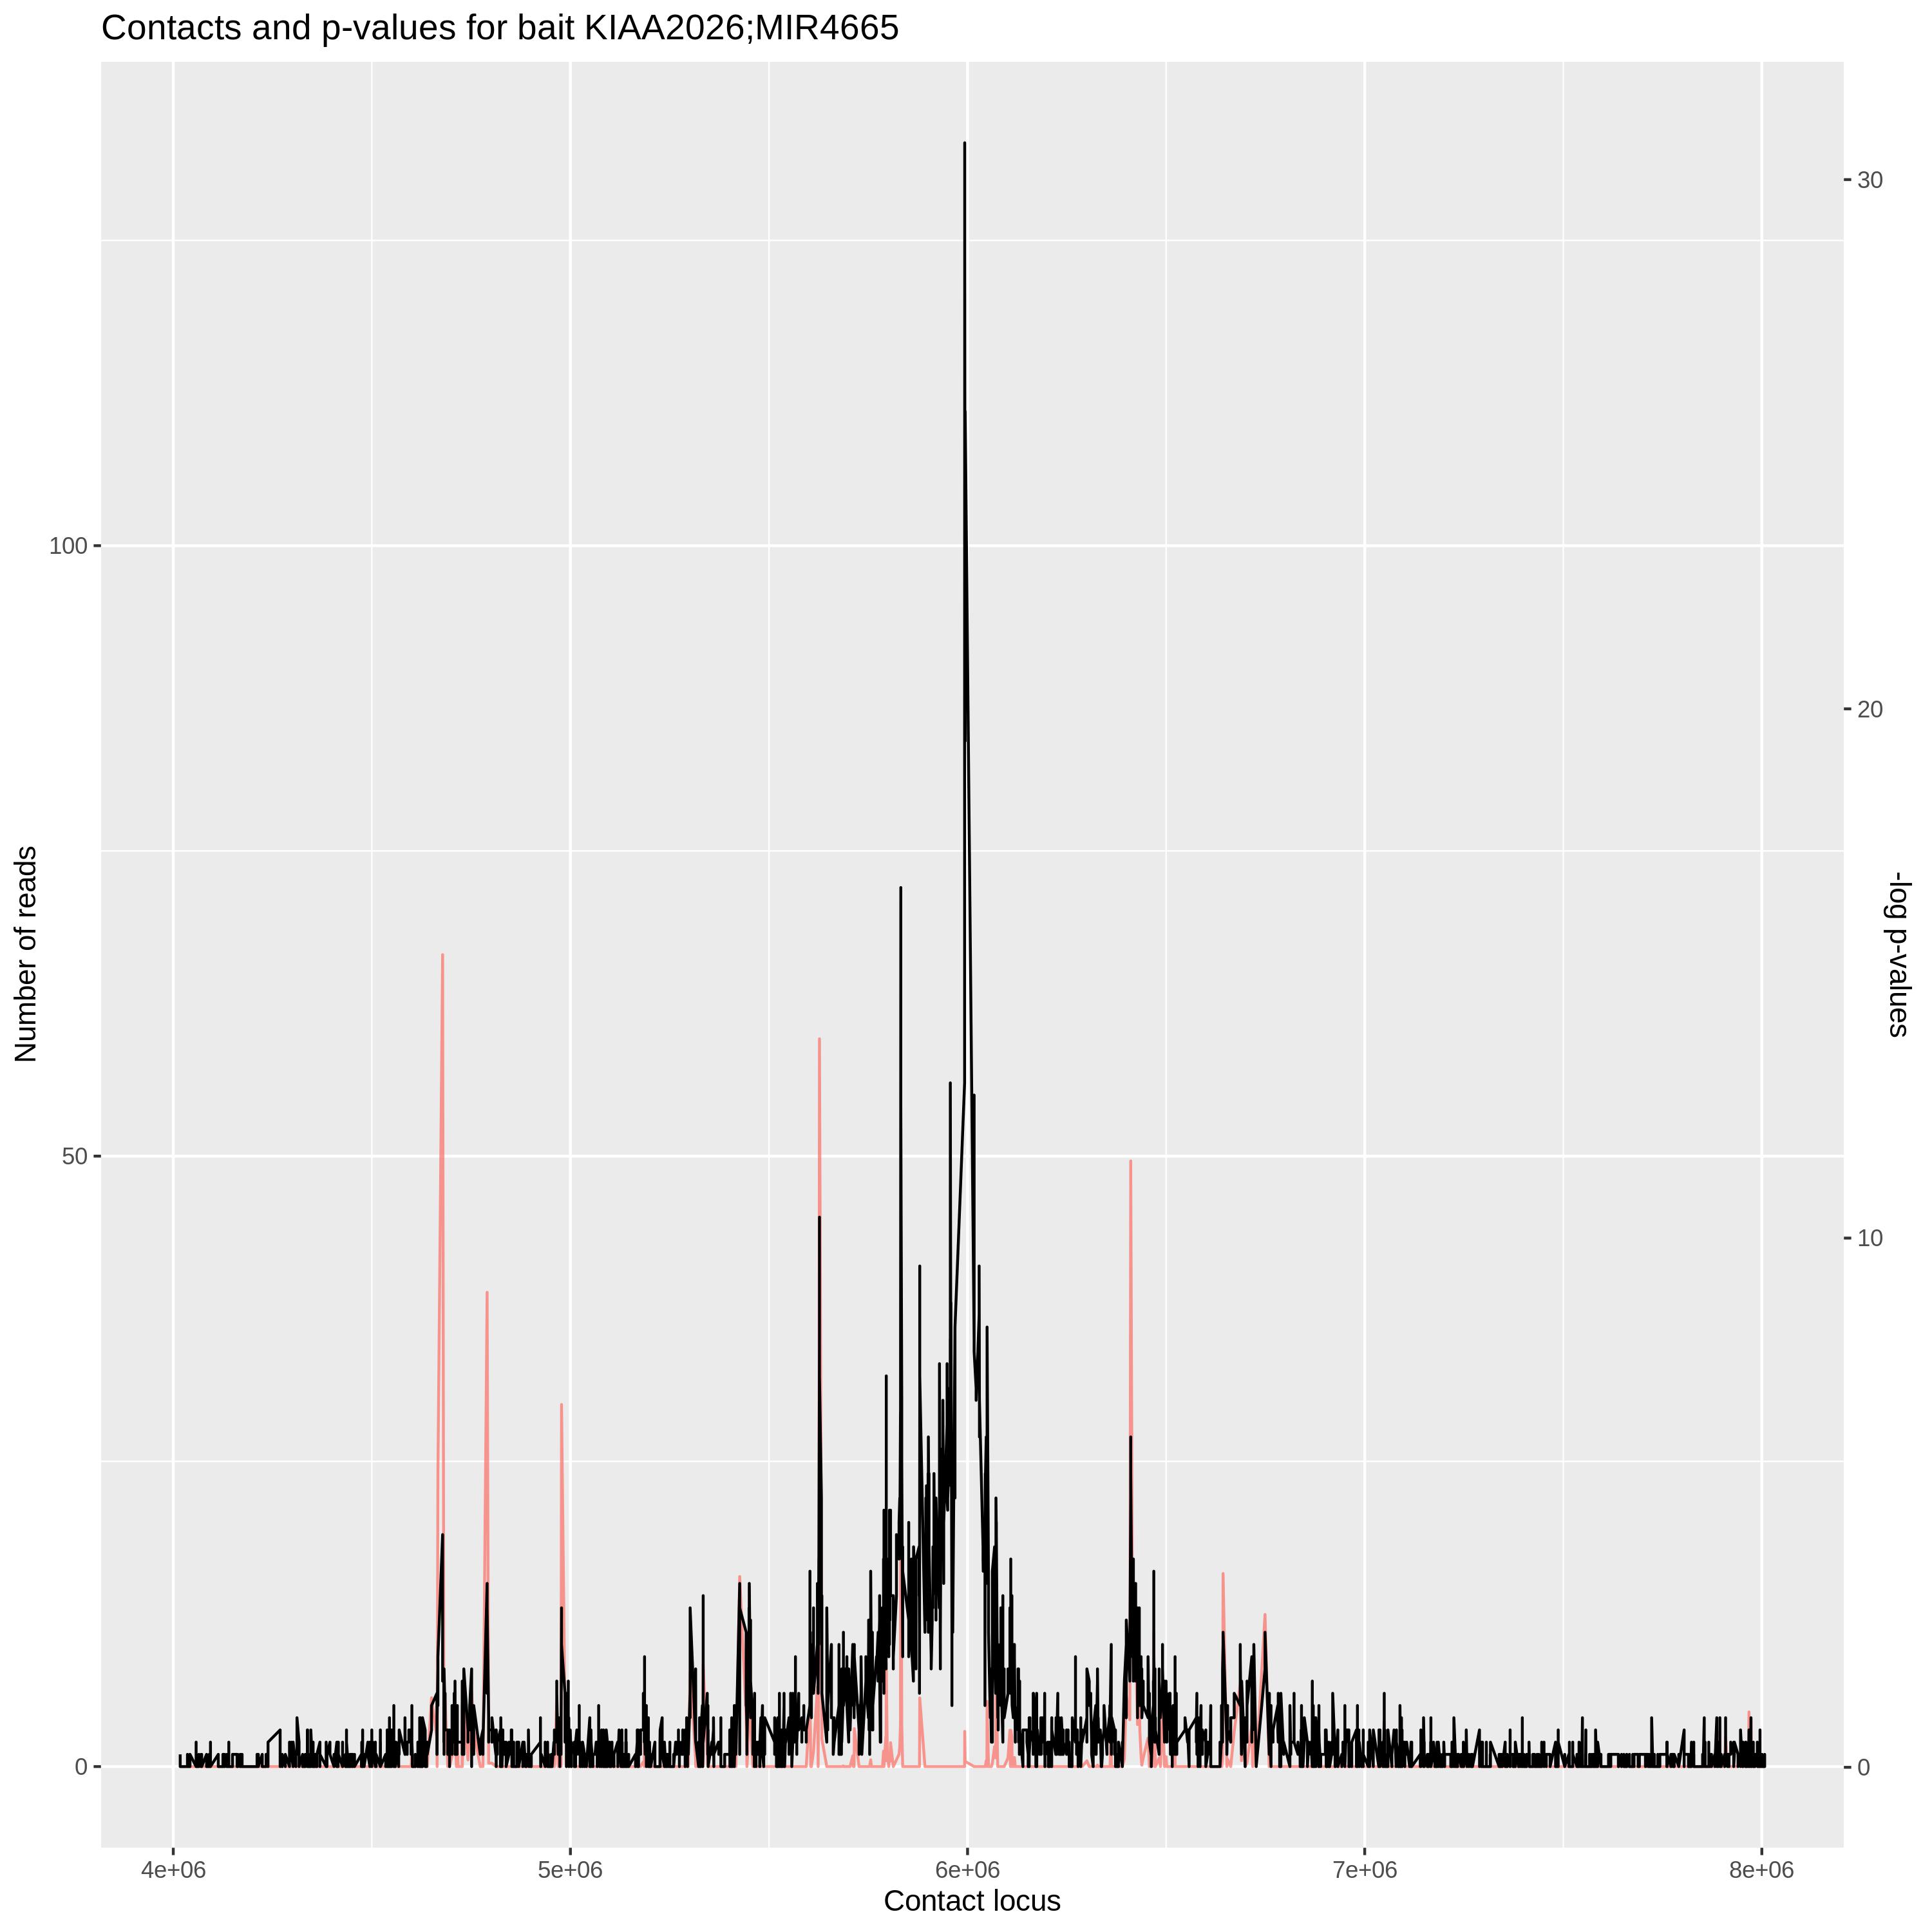 Contacts and p-values for bait KIAA2026;MIR4665
30
100
20
Number of reads
-log p-values
50
10
0
0
4e+06
5e+06
6e+06
7e+06
8e+06
Contact locus